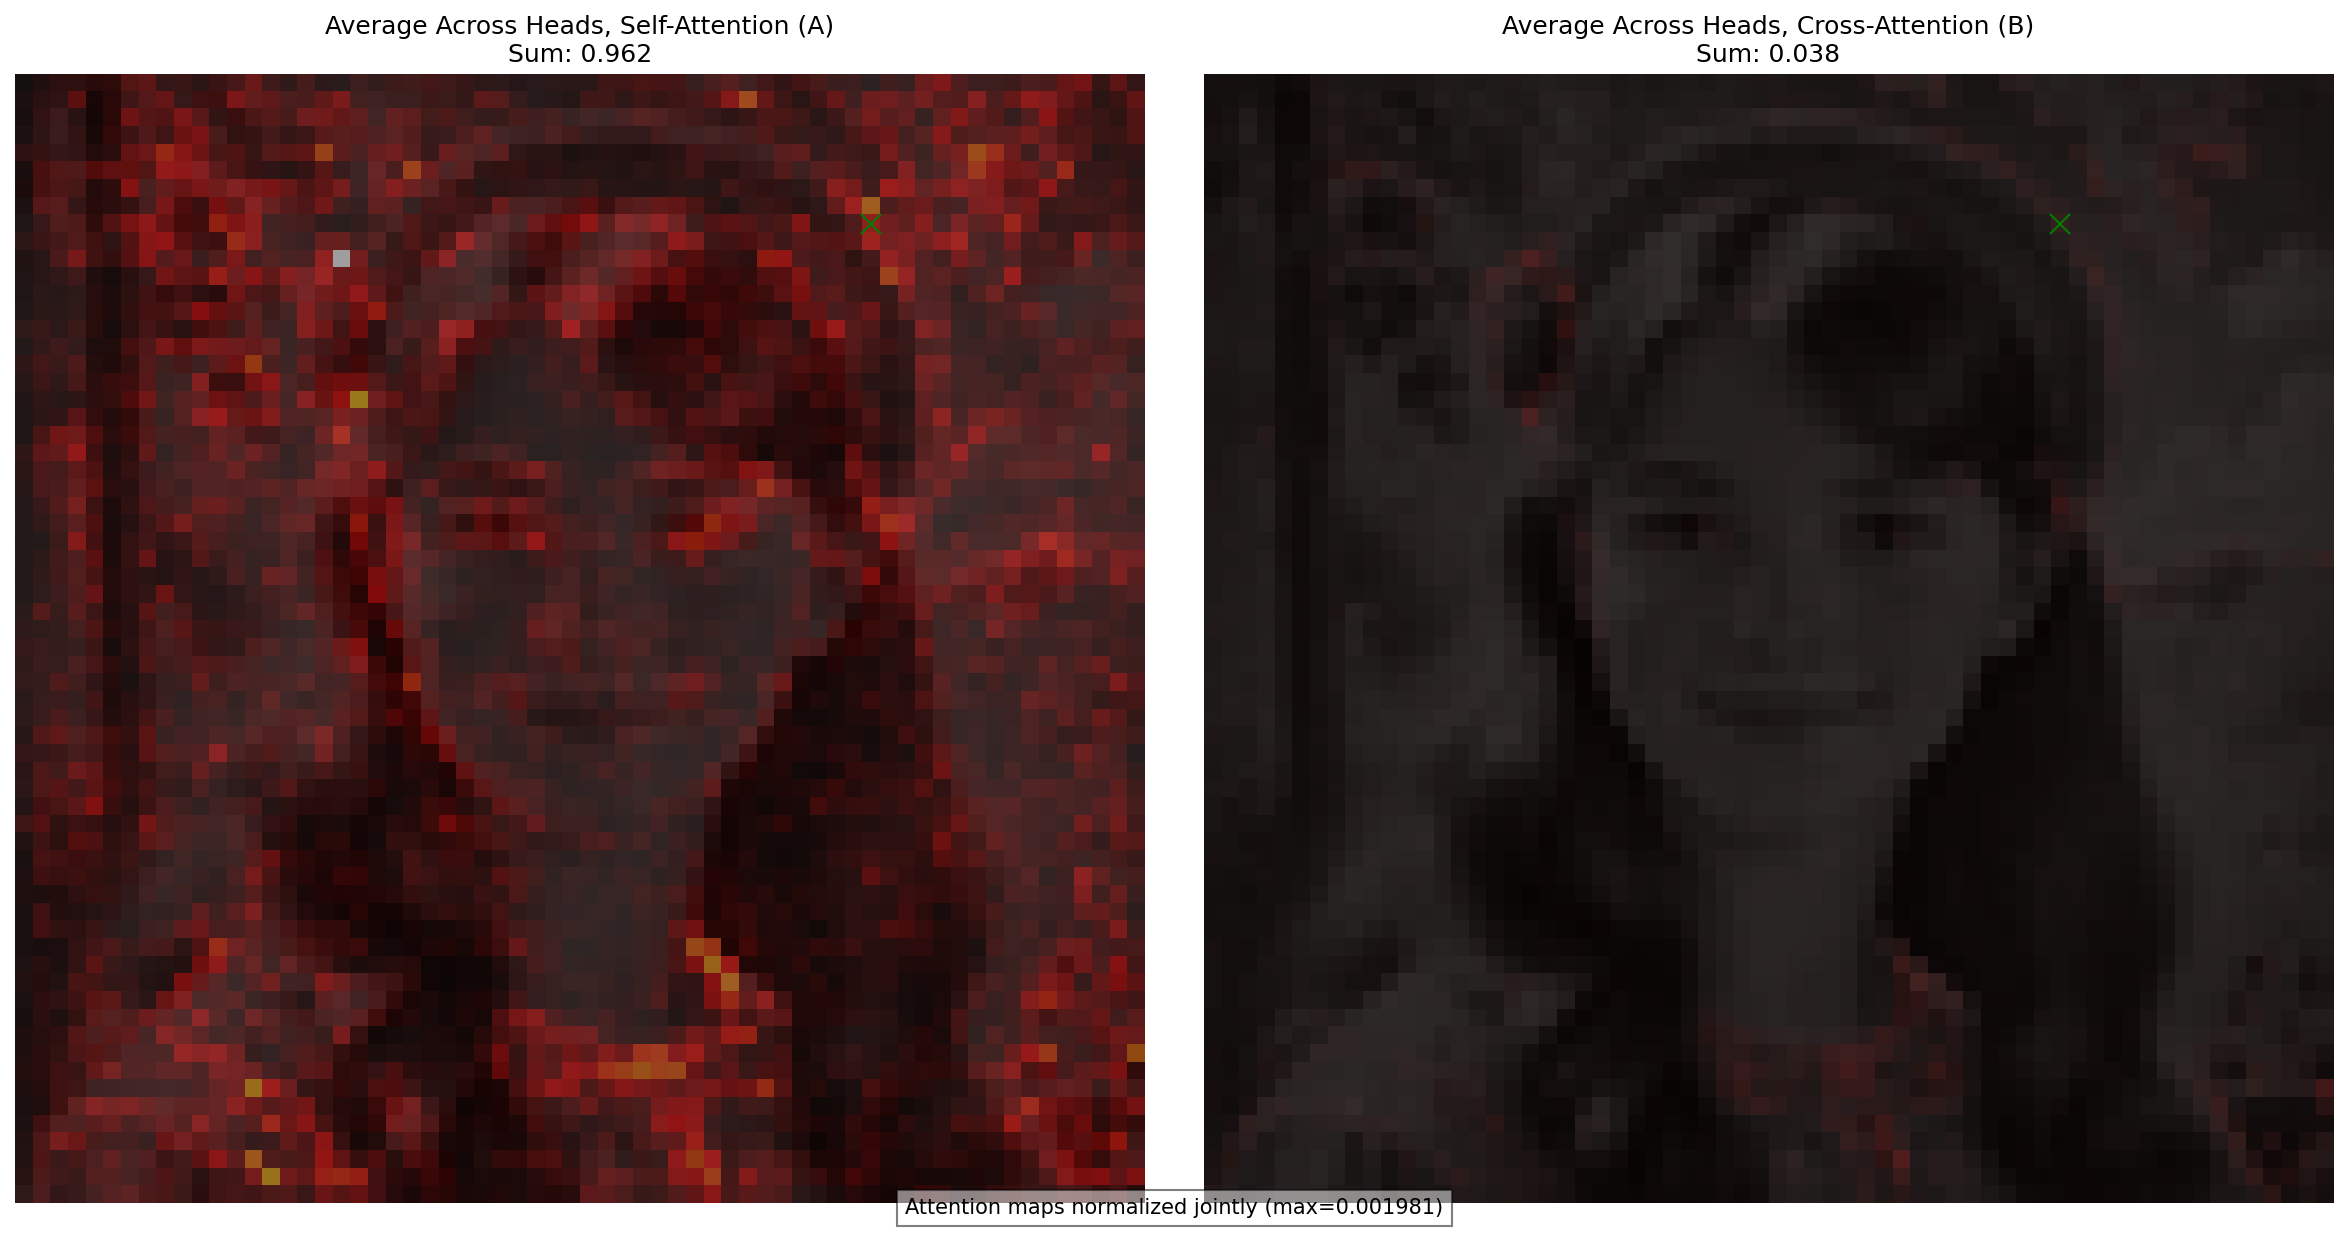 Average Across Heads, Self-Attention (A)
Sum: 0.962
Average Across Heads, Cross-Attention (B)
Sum: 0.038
Attention maps normalized jointly (max=0.001981)